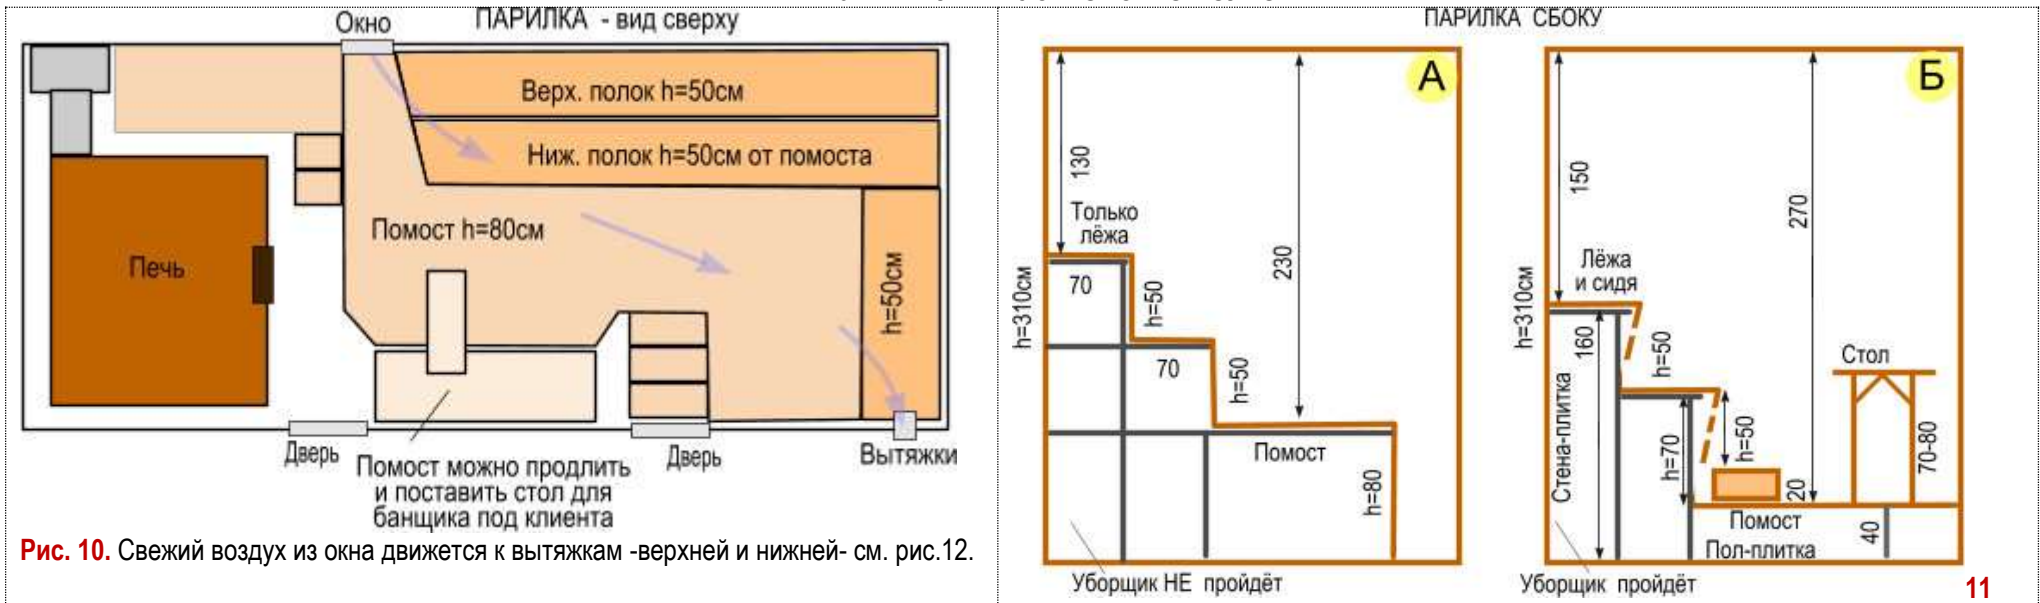 ПАРИЛКА - вид сверху
Окно
Верх. полок h=50см
Ниж. полок h=50см от помоста
Помост h=80см
Печь
h=50см
Дверь
Помост можно продлить
и поставить стол для
банщика под клиента
Дверь
Вытяжки
Рис. 10. Свежий воздух из окна движется к вытяжкам -верхней и нижней- см. рис.12.
ПАРИЛКА СБОКУ
А
130
Только
лёжа
230
70
h=50
h=310см
70
h=50
Помост
h=80
Уборщик НЕ пройдёт
Б
150
270
Лёжа
и сидя
h=310см
160
h=50
Стол
Стена-плитка
h=70
h=50
70-80
20
Помост
40
Пол-плитка
Уборщик пройдёт
11